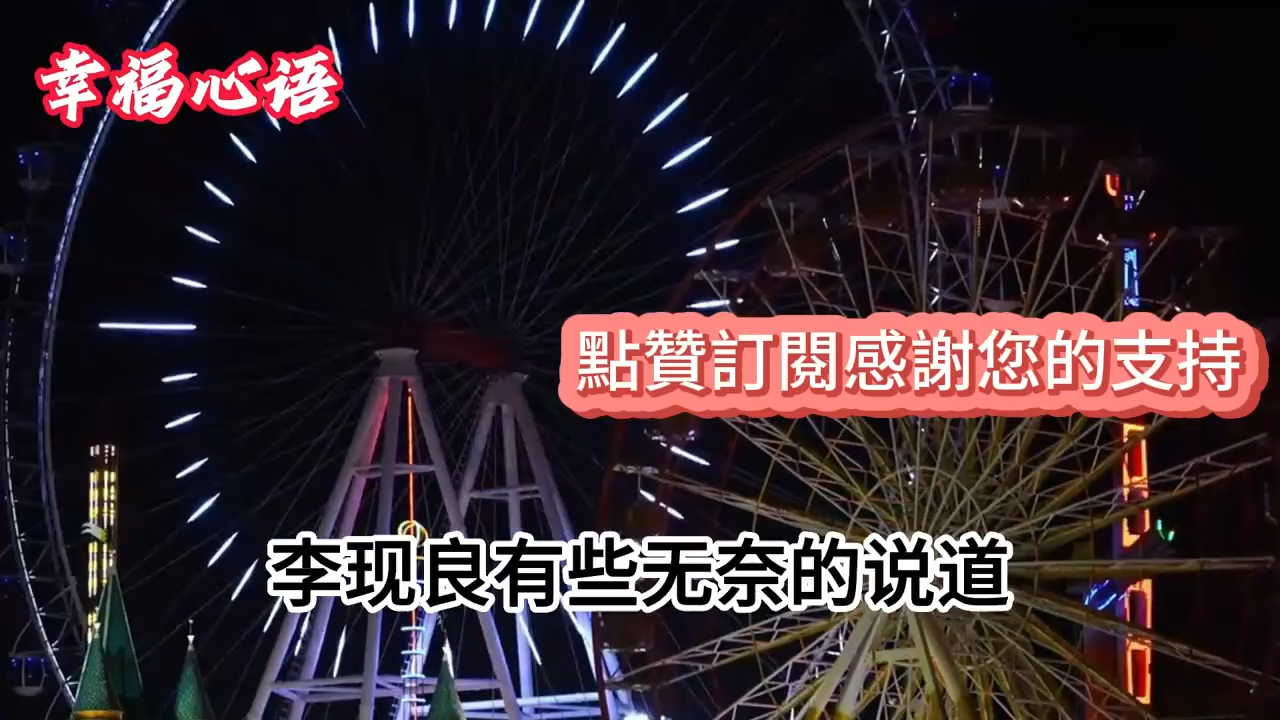 幸福心语
點贊訂閱感謝您的支持
李现良有些无奈的说道